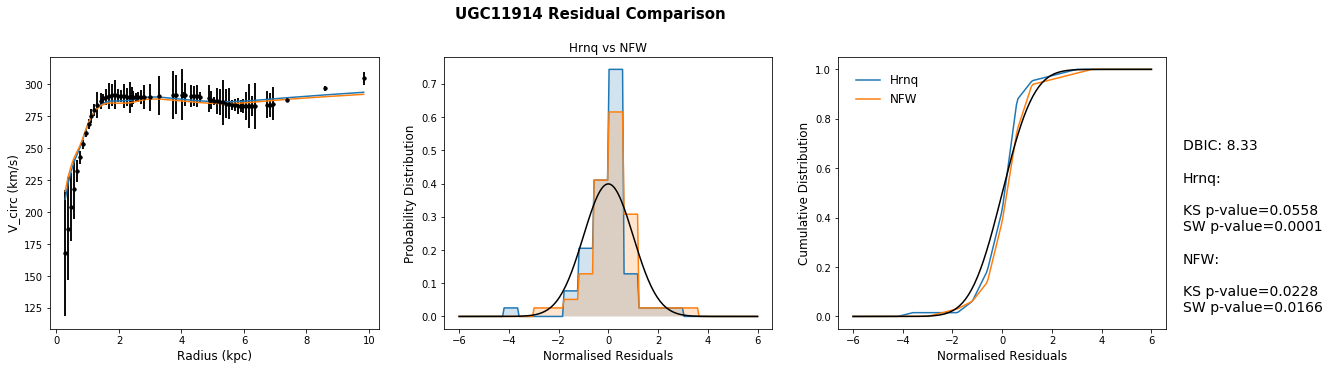 UGC11914 Residual Comparison
V_circ (km/s)
300
275
250
225
200
175
150
125
0
2
4
6
8
10
Radius (kpc)
Hrnq vs NFW
Probability Distribution
0.7
0.6
0.5
0.4
0.3
0.2
0.1
0.0
−6
−4
−2
0
2
4
6
Normalised Residuals
Cumulative Distribution
1.0
0.8
0.6
0.4
0.2
0.0
Hrnq
NFW
−6
−4
−2
0
2
4
6
Normalised Residuals
DBIC: 8.33
Hrnq:
KS p-value=0.0558
SW p-value=0.0001
NFW:
KS p-value=0.0228
SW p-value=0.0166